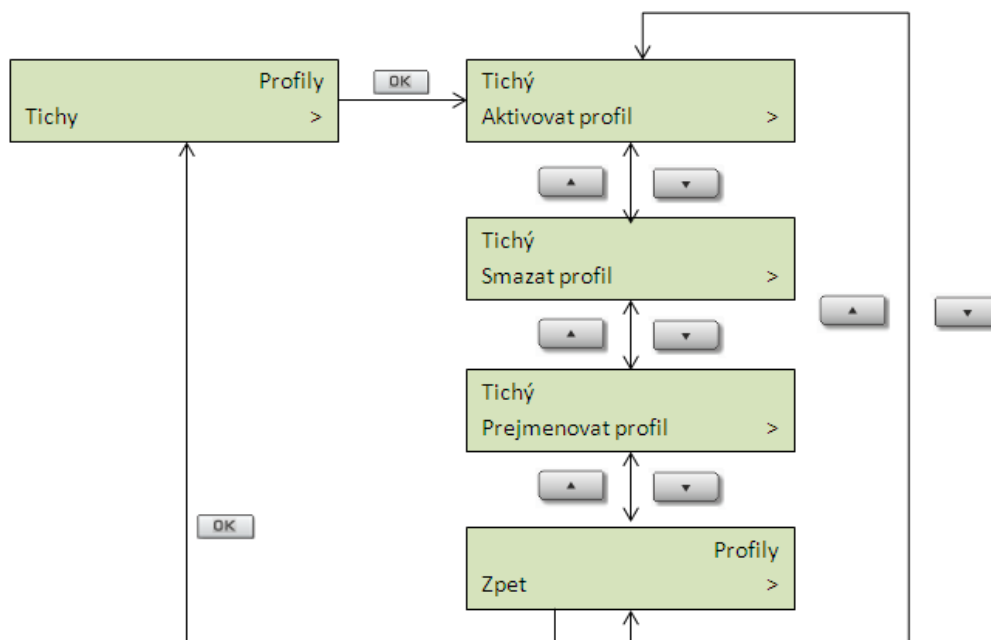 Profily
Tichy >
OK
Tichý
Aktivovat profil >
Tichý
Smazat profil >
Tichý
Prejmenovat profil >
OK
Profily
Zpet >